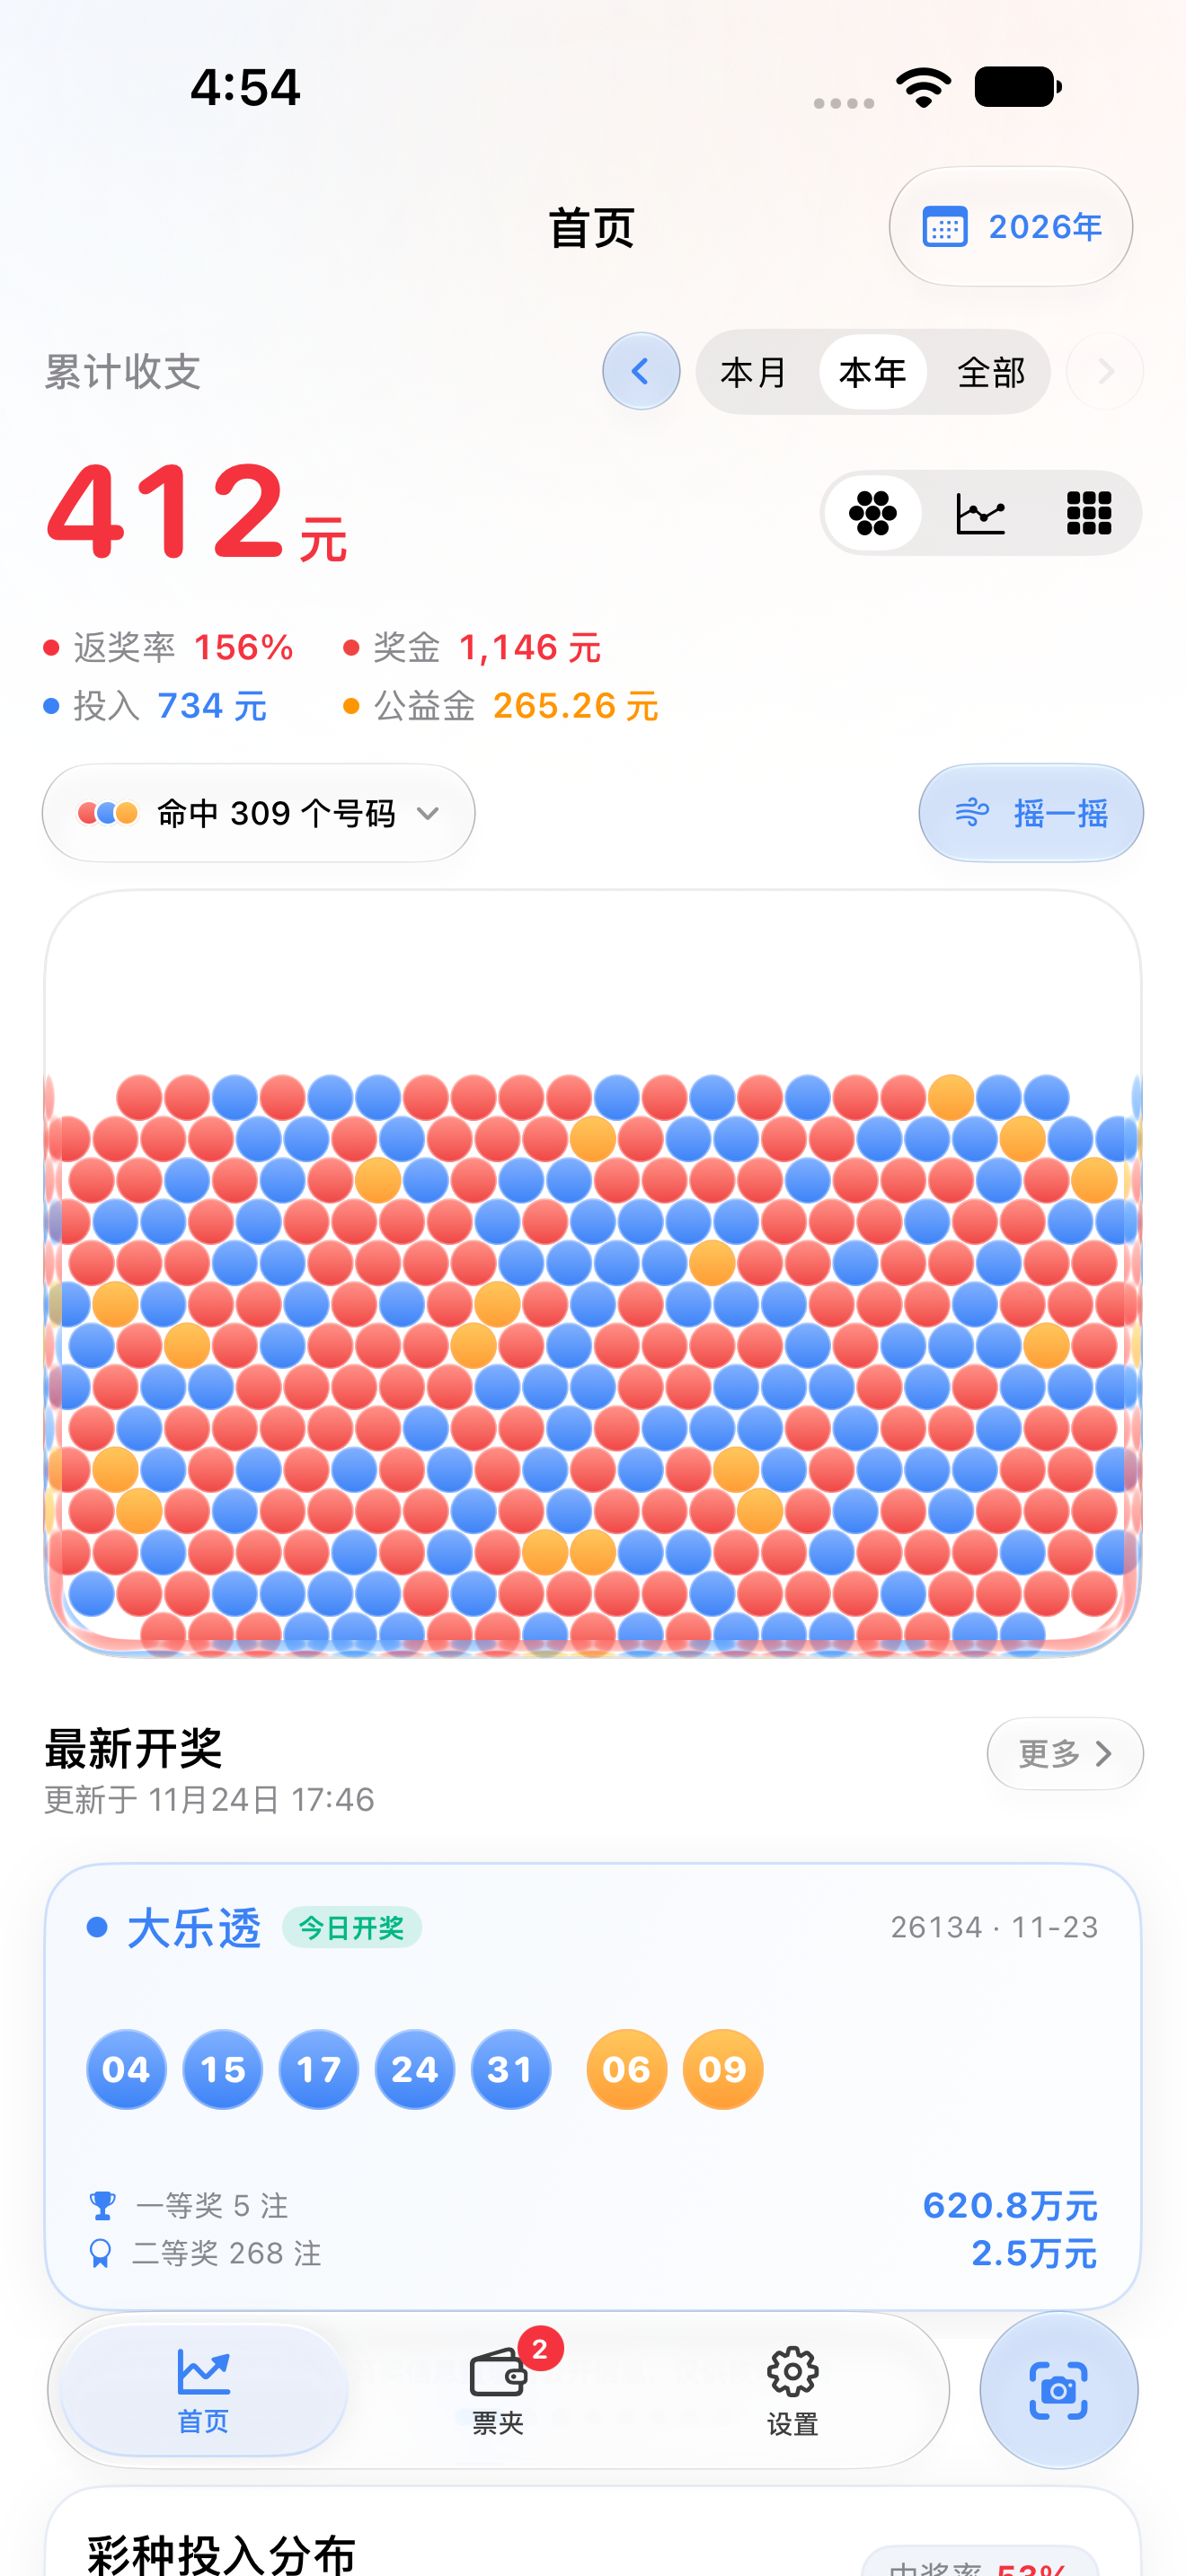 4:54
首页
2026年
累计收支
本月 本年 全部
412元
返奖率 156% 奖金 1,146 元
投入 734 元 公益金 265.26 元
命中 309 个号码
摇一摇
最新开奖
更多
更新于 11月24日 17:46
大乐透 今日开奖 26134 · 11-23
04 15 17 24 31 06 09
一等奖 5 注 620.8万元
二等奖 268 注 2.5万元
2
首页 票夹 设置
彩种投入分布
中奖率 53%